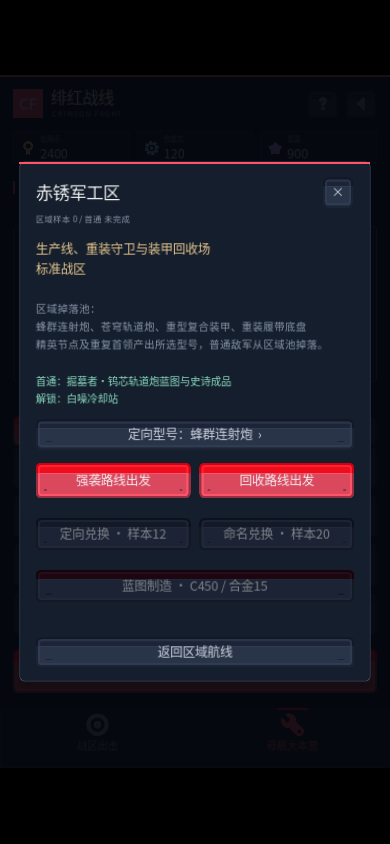 CF
绯红战线
?
2400
120
900
赤锈军工区
×
区域样本 0 / 首通 未完成
生产线、重装守卫与装甲回收场
标准战区
区域掉落池：
蜂群连射炮、苍穹轨道炮、重型复合装甲、重装履带底盘
精英节点及重复首领产出所选型号，普通敌军从区域池掉落。
首通：掘墓者·钨芯轨道炮蓝图与史诗成品
解锁：白噪冷却站
定向型号：蜂群连射炮 ›
强袭路线出发
回收路线出发
定向兑换 · 样本12
命名兑换 · 样本20
蓝图制造 · C450 / 合金15
返回区域航线